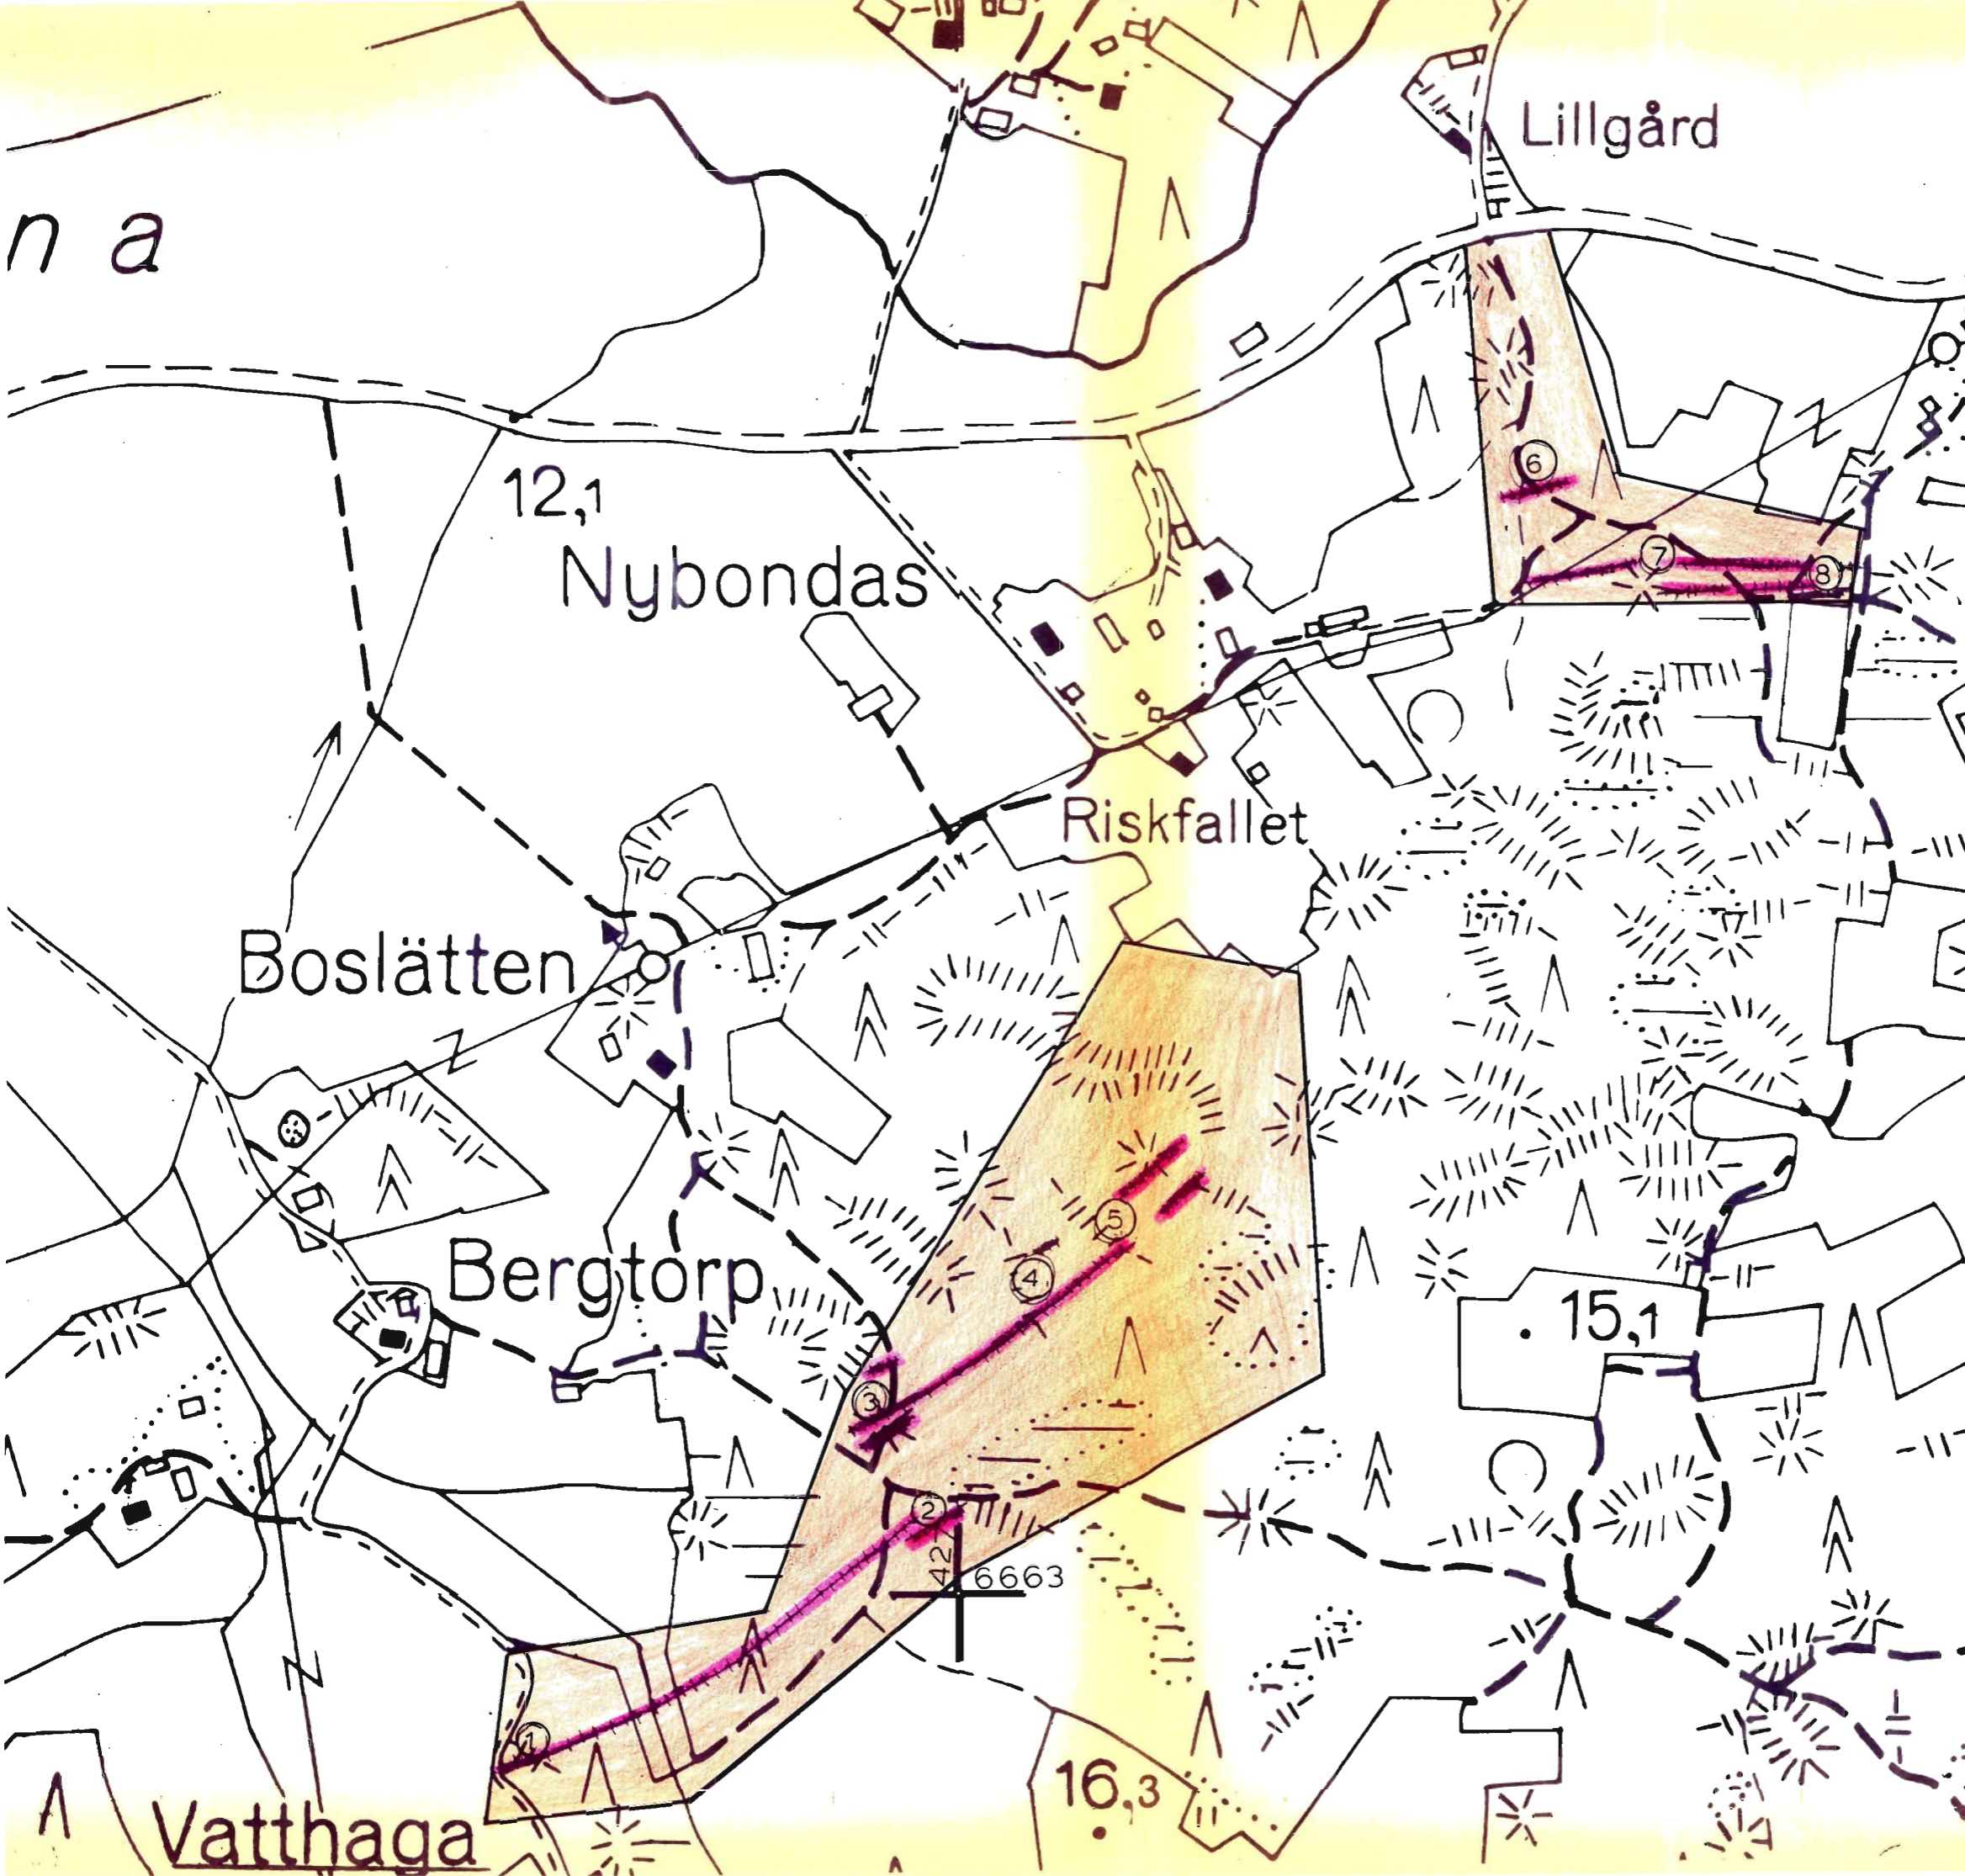 Lillgård
na
12,1
6
Nybondas
7
8
Riskfallet
Boslätten
5
Bergtorp
4
15,1
3
2
42
6663
1
16,3
Vatthaga